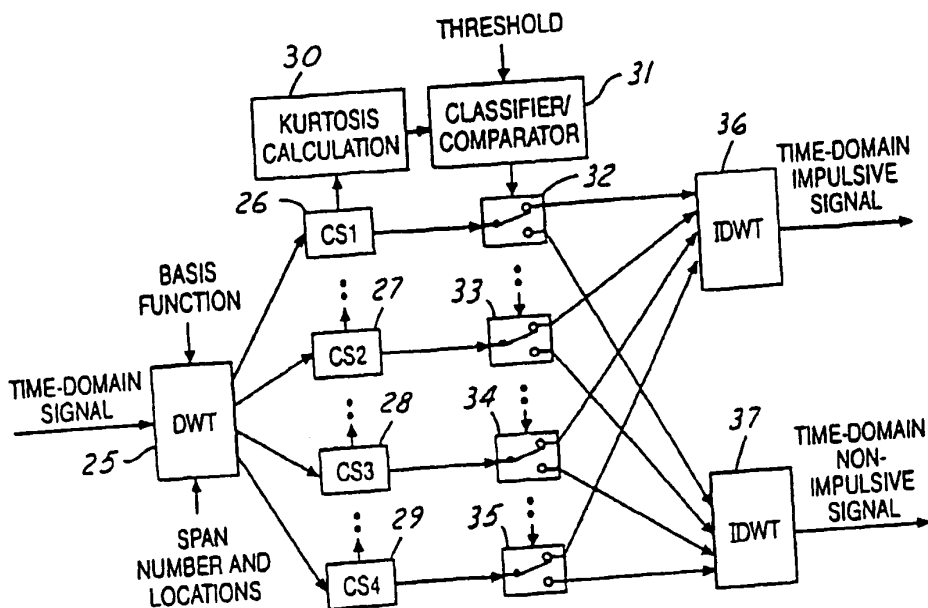 THRESHOLD
30
31
KURTOSIS
CALCULATION
CLASSIFIER/
COMPARATOR
36
TIME-DOMAIN
IMPULSIVE
SIGNAL
26
32
CS1
IDWT
BASIS
FUNCTION
27
33
CS2
TIME-DOMAIN
SIGNAL
DWT
25
28
34
CS3
37
TIME-DOMAIN
NON-
IMPULSIVE
SIGNAL
IDWT
SPAN
NUMBER AND
LOCATIONS
29
35
CS4